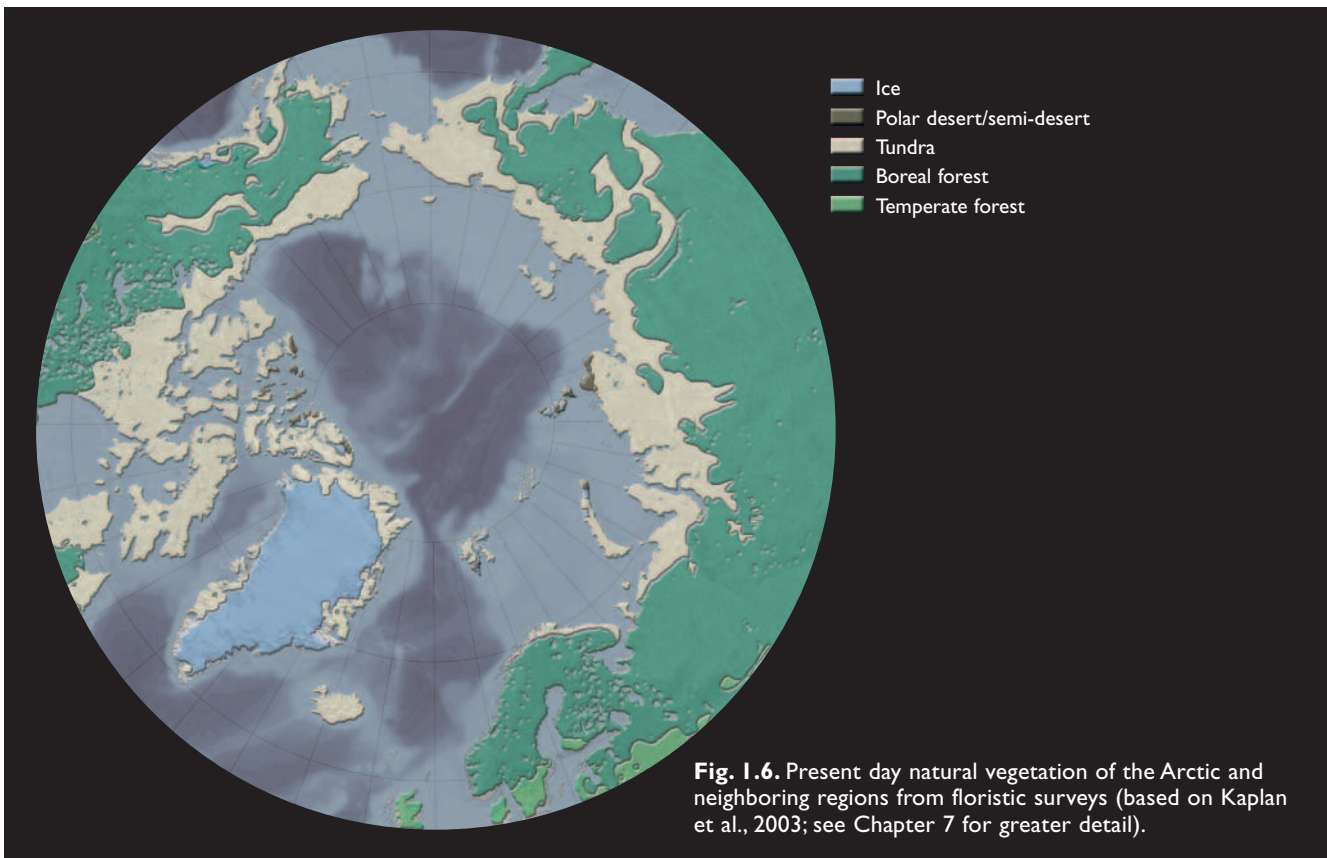 Ice
Polar desert/semi-desert
Tundra
Boreal forest
Temperate forest
Fig. 1.6. Present day natural vegetation of the Arctic and
neighboring regions from floristic surveys (based on Kaplan
et al., 2003; see Chapter 7 for greater detail).